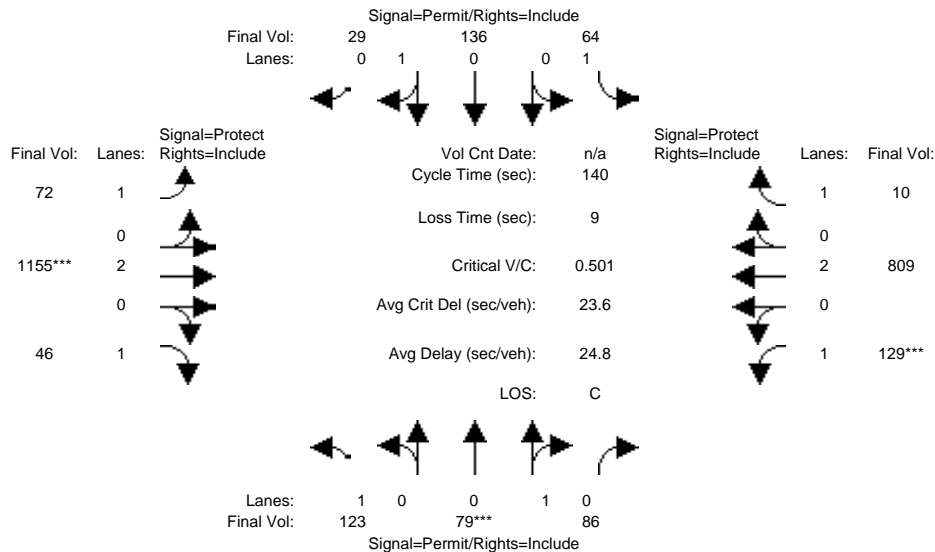 Signal=Permit/Rights=Include
Final Vol: 29 136 64
Lanes: 0 1 0 0 1
Signal=Protect Signal=Protect
Final Vol: Lanes: Rights=Include Vol Cnt Date: n/a Rights=Include Lanes: Final Vol:
Cycle Time (sec): 140
72 1 1 10
Loss Time (sec): 9
0 0
1155*** 2 Critical V/C: 0.501 2 809
0 Avg Crit Del (sec/veh): 23.6 0
46 1 Avg Delay (sec/veh): 24.8 1 129***
LOS: C
Lanes: 1 0 0 1 0
Final Vol: 123 79*** 86
Signal=Permit/Rights=Include